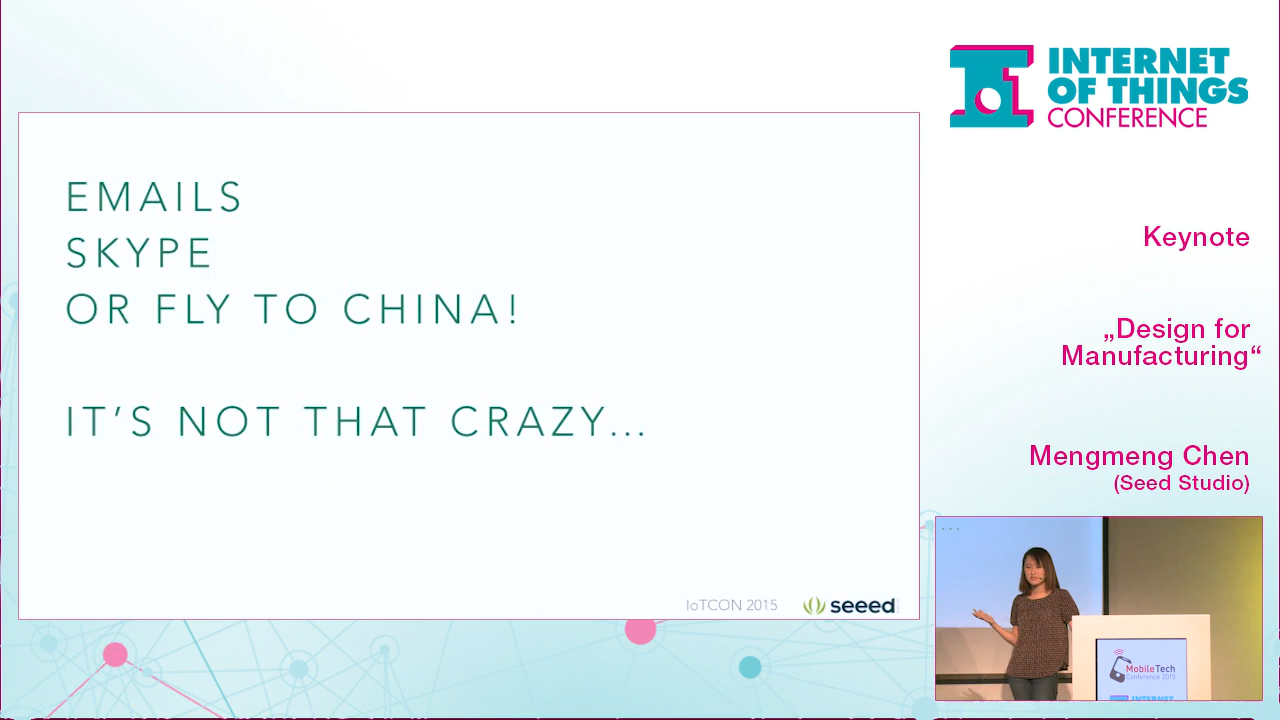 EMAILS
SKYPE
OR FLY TO CHINA!
IT'S NOT THAT CRAZY...
IoTCON 2015
seeed
INTERNET
OF THINGS
CONFERENCE
Keynote
„Design for
Manufacturing“
Mengmeng Chen
(Seed Studio)
MobileTech
Conference 2015
INTERNET